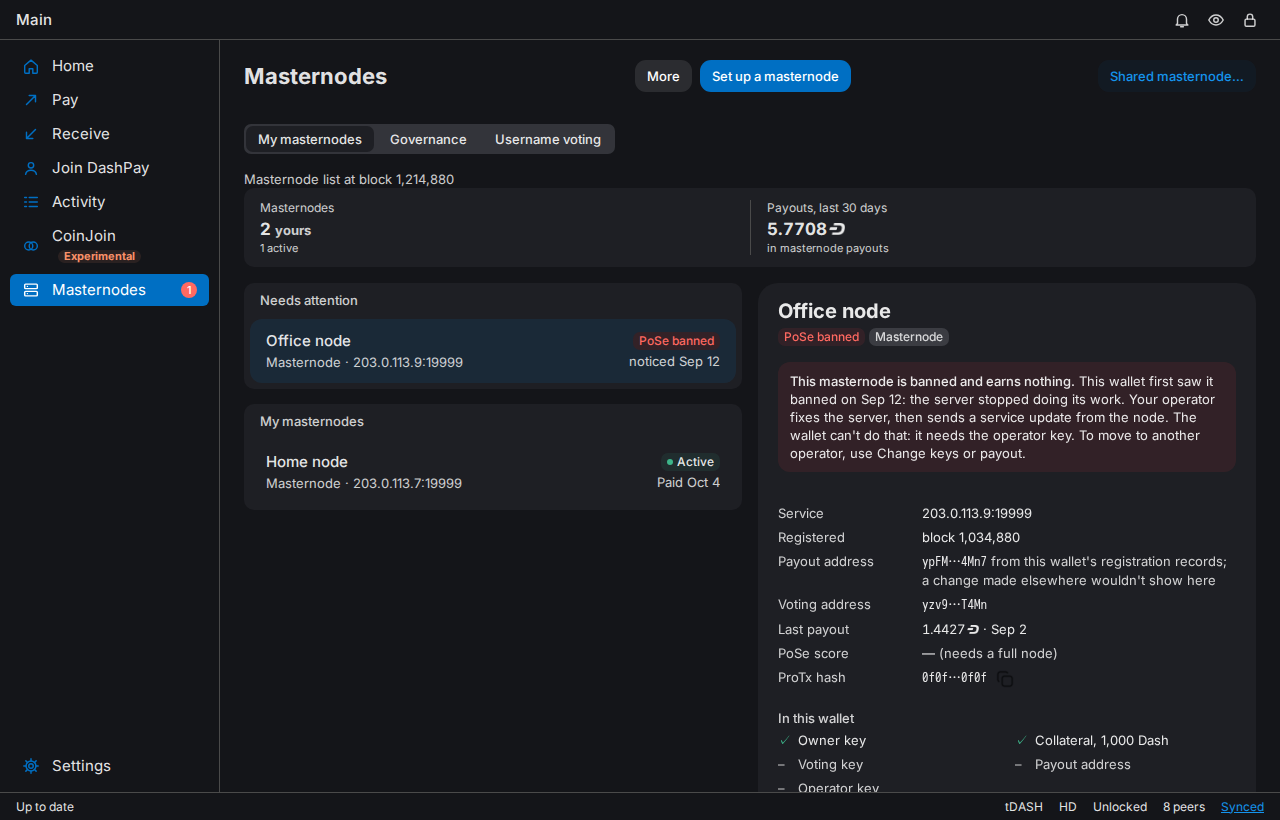 Main
Home
Pay
Receive
Join DashPay
Activity
CoinJoin
Experimental
Masternodes
1
Settings
Masternodes
More
Set up a masternode
Shared masternode...
My masternodes
Governance
Username voting
Masternode list at block 1,214,880
Masternodes
2 yours
1 active
Payouts, last 30 days
5.7708
in masternode payouts
Needs attention
Office node
PoSe banned
Masternode · 203.0.113.9:19999
noticed Sep 12
My masternodes
Home node
Active
Masternode · 203.0.113.7:19999
Paid Oct 4
Office node
PoSe banned
Masternode
This masternode is banned and earns nothing. This wallet first saw it
banned on Sep 12: the server stopped doing its work. Your operator
fixes the server, then sends a service update from the node. The
wallet can't do that: it needs the operator key. To move to another
operator, use Change keys or payout.
Service 203.0.113.9:19999
Registered block 1,034,880
Payout address ypFM···4Mn7 from this wallet's registration records;
a change made elsewhere wouldn't show here
Voting address yzv9···T4Mn
Last payout 1.4427 · Sep 2
PoSe score — (needs a full node)
ProTx hash 0f0f···0f0f
In this wallet
✓ Owner key
✓ Collateral, 1,000 Dash
– Voting key
– Payout address
– Operator key
Up to date
tDASH
HD
Unlocked
8 peers
Synced